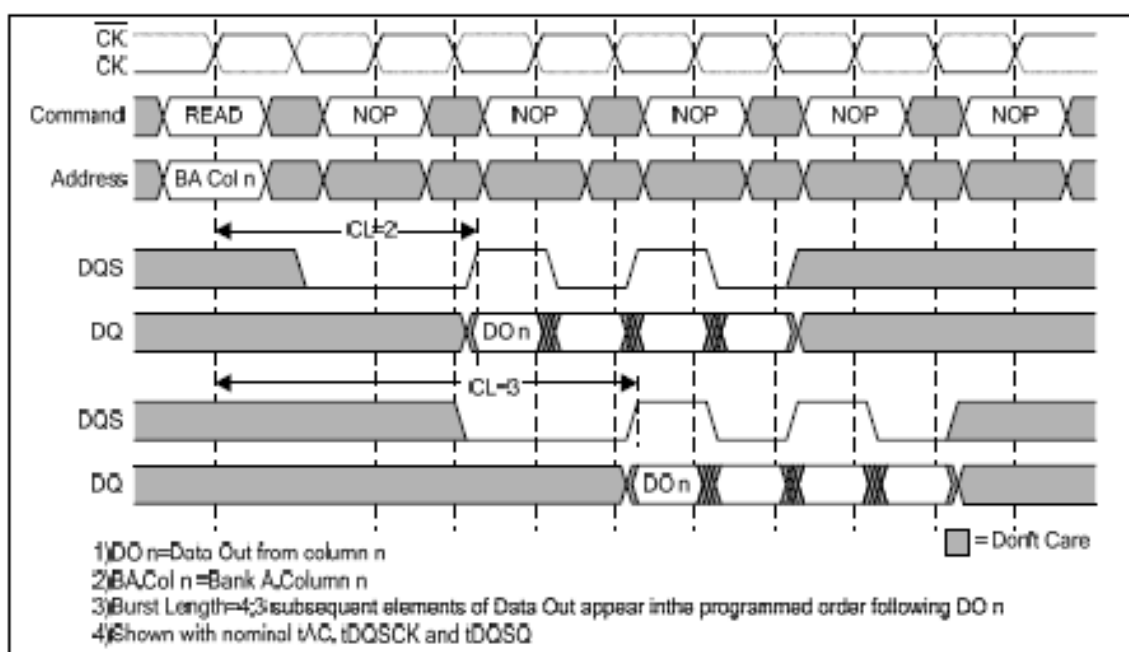 CK
CK
Command READ NOP NOP NOP NOP NOP
Address BA Col n
CL=2
DQS
DQ DO n
CL=3
DQS
DQ DO n
1)DO n=Data Out from column n
2)BA,Col n =Bank A,Column n
3)Burst Length=4;3 subsequent elements of Data Out appear inthe programmed order following DO n
4)Shown with nominal tAC, tDQSCK and tDQSQ
= Don't Care